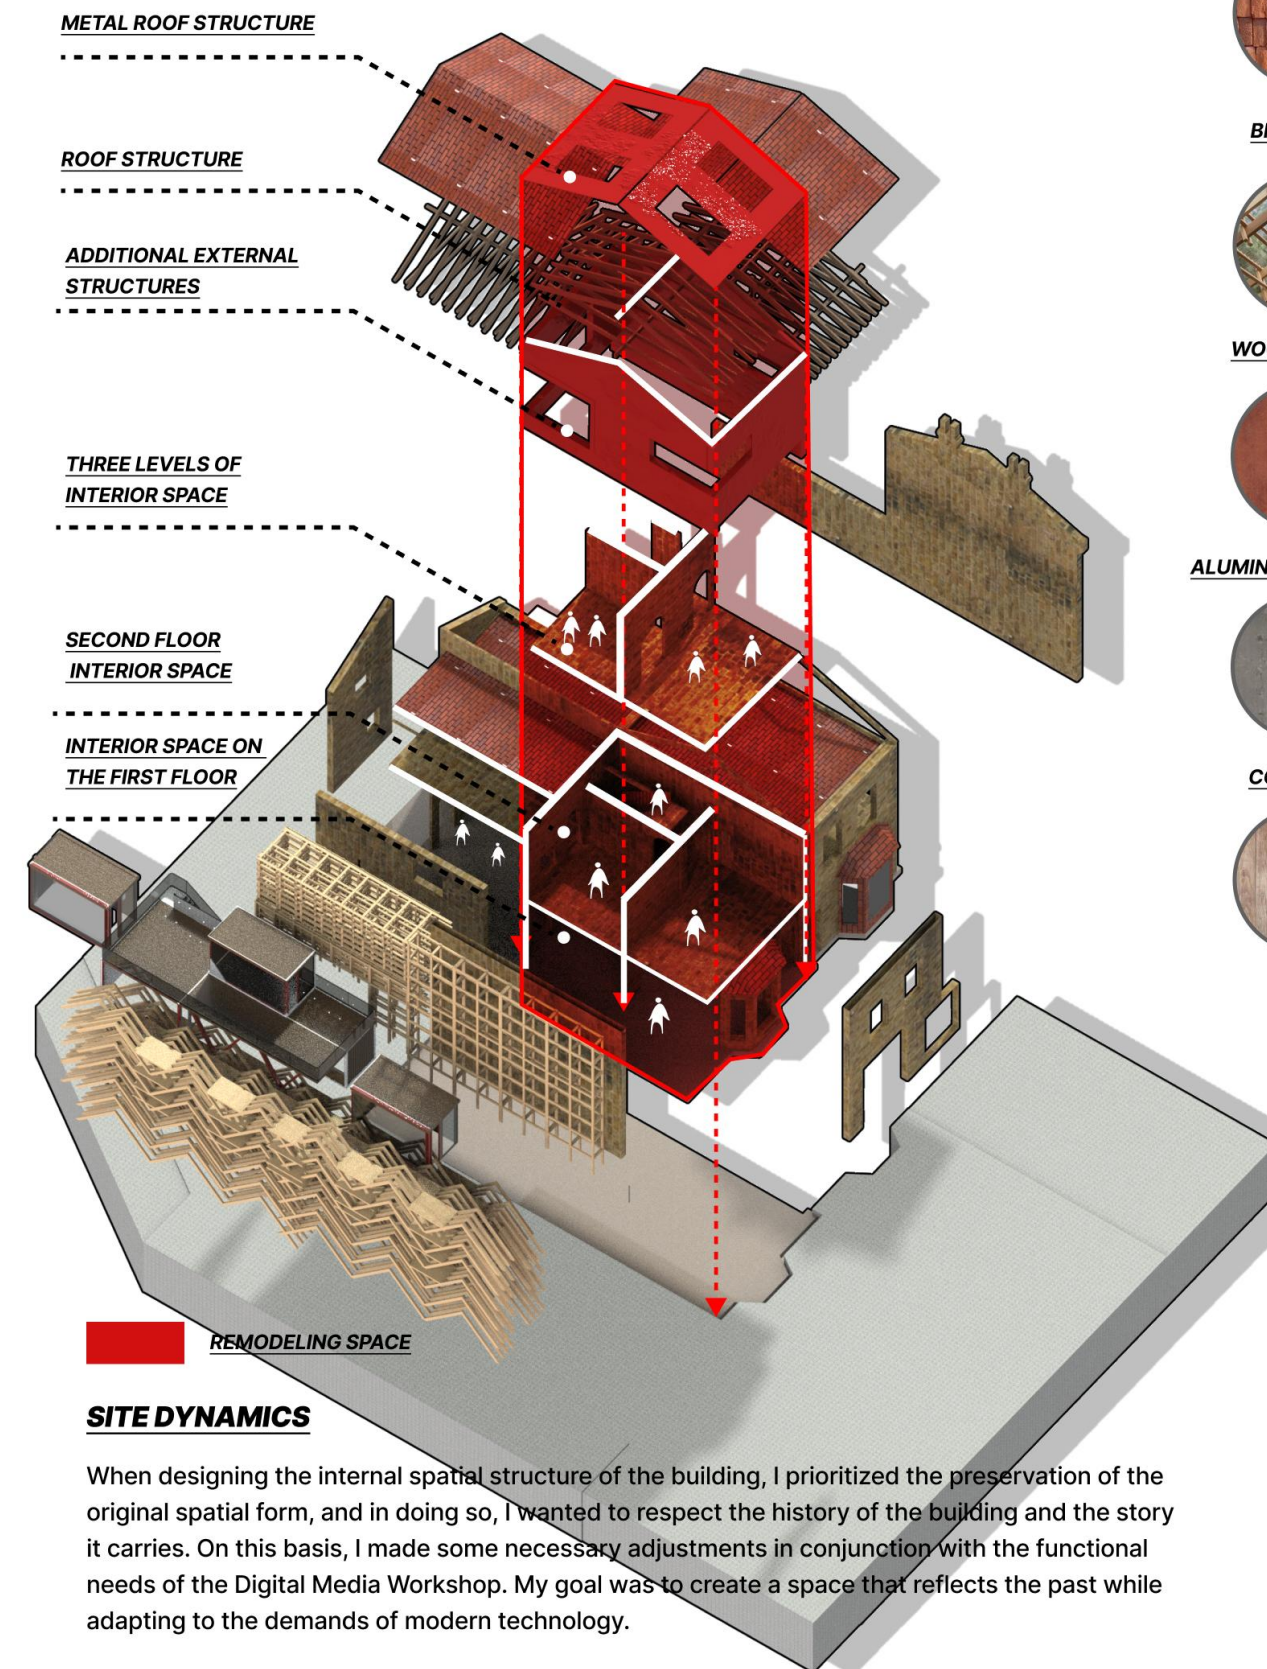 METAL ROOF STRUCTURE
ROOF STRUCTURE
ADDITIONAL EXTERNAL
STRUCTURES
THREE LEVELS OF
INTERIOR SPACE
SECOND FLOOR
INTERIOR SPACE
INTERIOR SPACE ON
THE FIRST FLOOR
REMODELING SPACE
SITE DYNAMICS
When designing the internal spatial structure of the building, I prioritized the preservation of the
original spatial form, and in doing so, I wanted to respect the history of the building and the story
it carries. On this basis, I made some necessary adjustments in conjunction with the functional
needs of the Digital Media Workshop. My goal was to create a space that reflects the past while
adapting to the demands of modern technology.